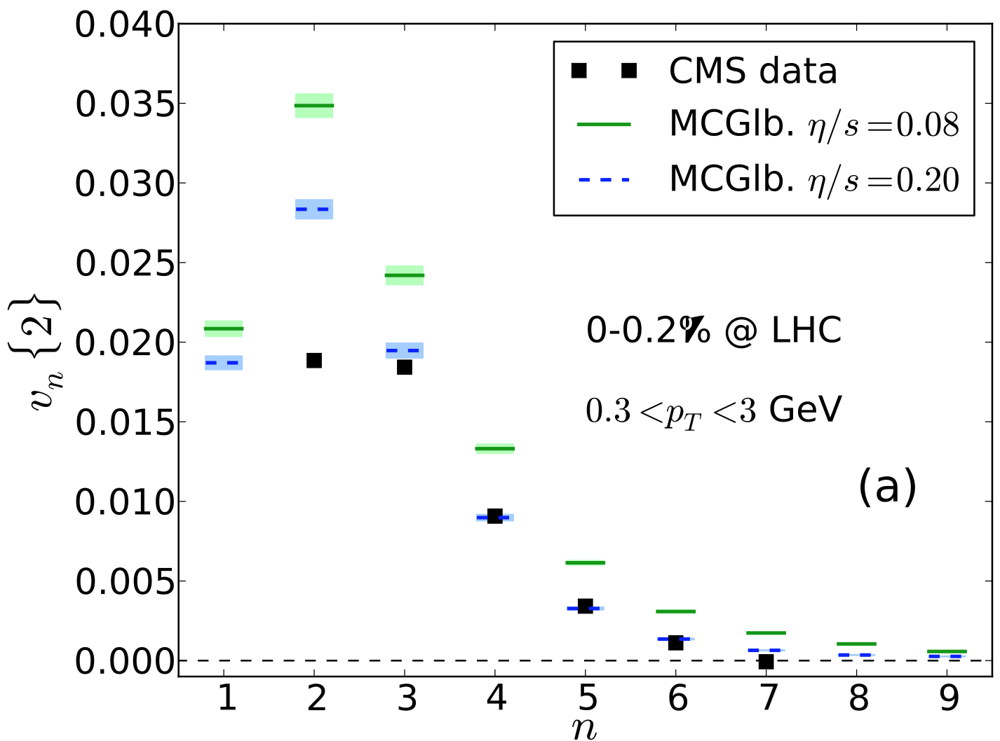 0.040
0.035
0.030
0.025
0.020
0.015
0.010
0.005
0.000
v_n {2}
CMS data
MCGlb. η/s=0.08
MCGlb. η/s=0.20
0-0.2% @ LHC
0.3<p_T<3 GeV
(a)
1 2 3 4 5 6 7 8 9
n